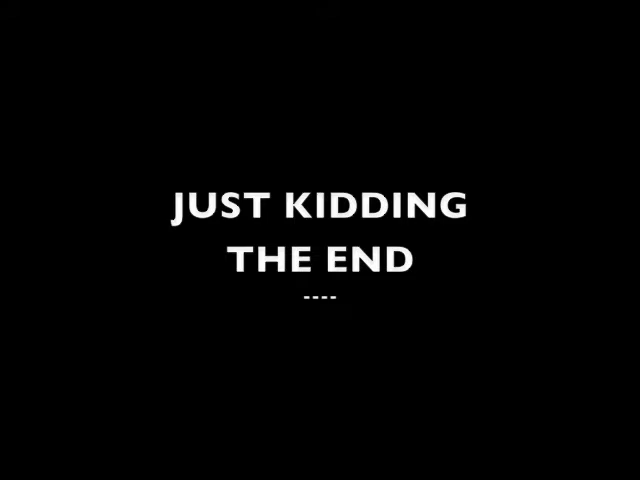 JUST KIDDING
THE END
----